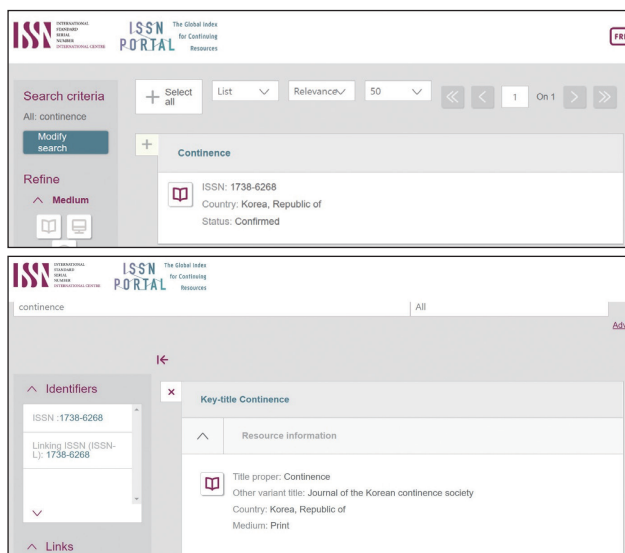 ISSN INTERNATIONAL STANDARD SERIAL NUMBER INTERNATIONAL CENTRE
ISSN PORTAL The Global Index for Continuing Resources
FRE
Search criteria
All: continence
Modify search
Refine
Medium
Select all
List
Relevance
50
1
On 1
Continence
ISSN: 1738-6268
Country: Korea, Republic of
Status: Confirmed
ISSN INTERNATIONAL STANDARD SERIAL NUMBER INTERNATIONAL CENTRE
ISSN PORTAL The Global Index for Continuing Resources
continence
All
Adv
Identifiers
ISSN :1738-6268
Linking ISSN (ISSN-
L): 1738-6268
Links
Key-title Continence
Resource information
Title proper: Continence
Other variant title: Journal of the Korean continence society
Country: Korea, Republic of
Medium: Print